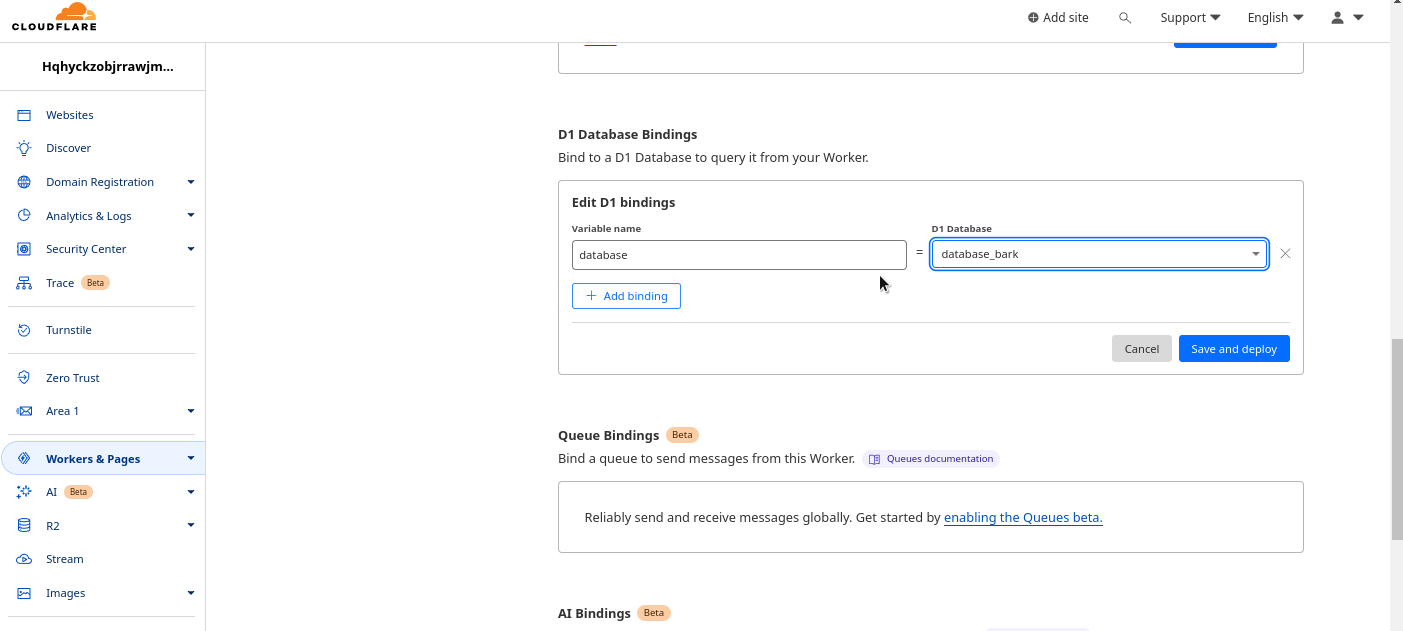 CLOUDFLARE
Add site
Support
English
Hqhyckzobjrrawjm...
Websites
Discover
Domain Registration
Analytics & Logs
Security Center
Trace Beta
Turnstile
Zero Trust
Area 1
Workers & Pages
AI Beta
R2
Stream
Images
D1 Database Bindings
Bind to a D1 Database to query it from your Worker.
Edit D1 bindings
Variable name
D1 Database
database = database_bark
Add binding
Cancel
Save and deploy
Queue Bindings Beta
Bind a queue to send messages from this Worker. Queues documentation
Reliably send and receive messages globally. Get started by enabling the Queues beta.
AI Bindings Beta